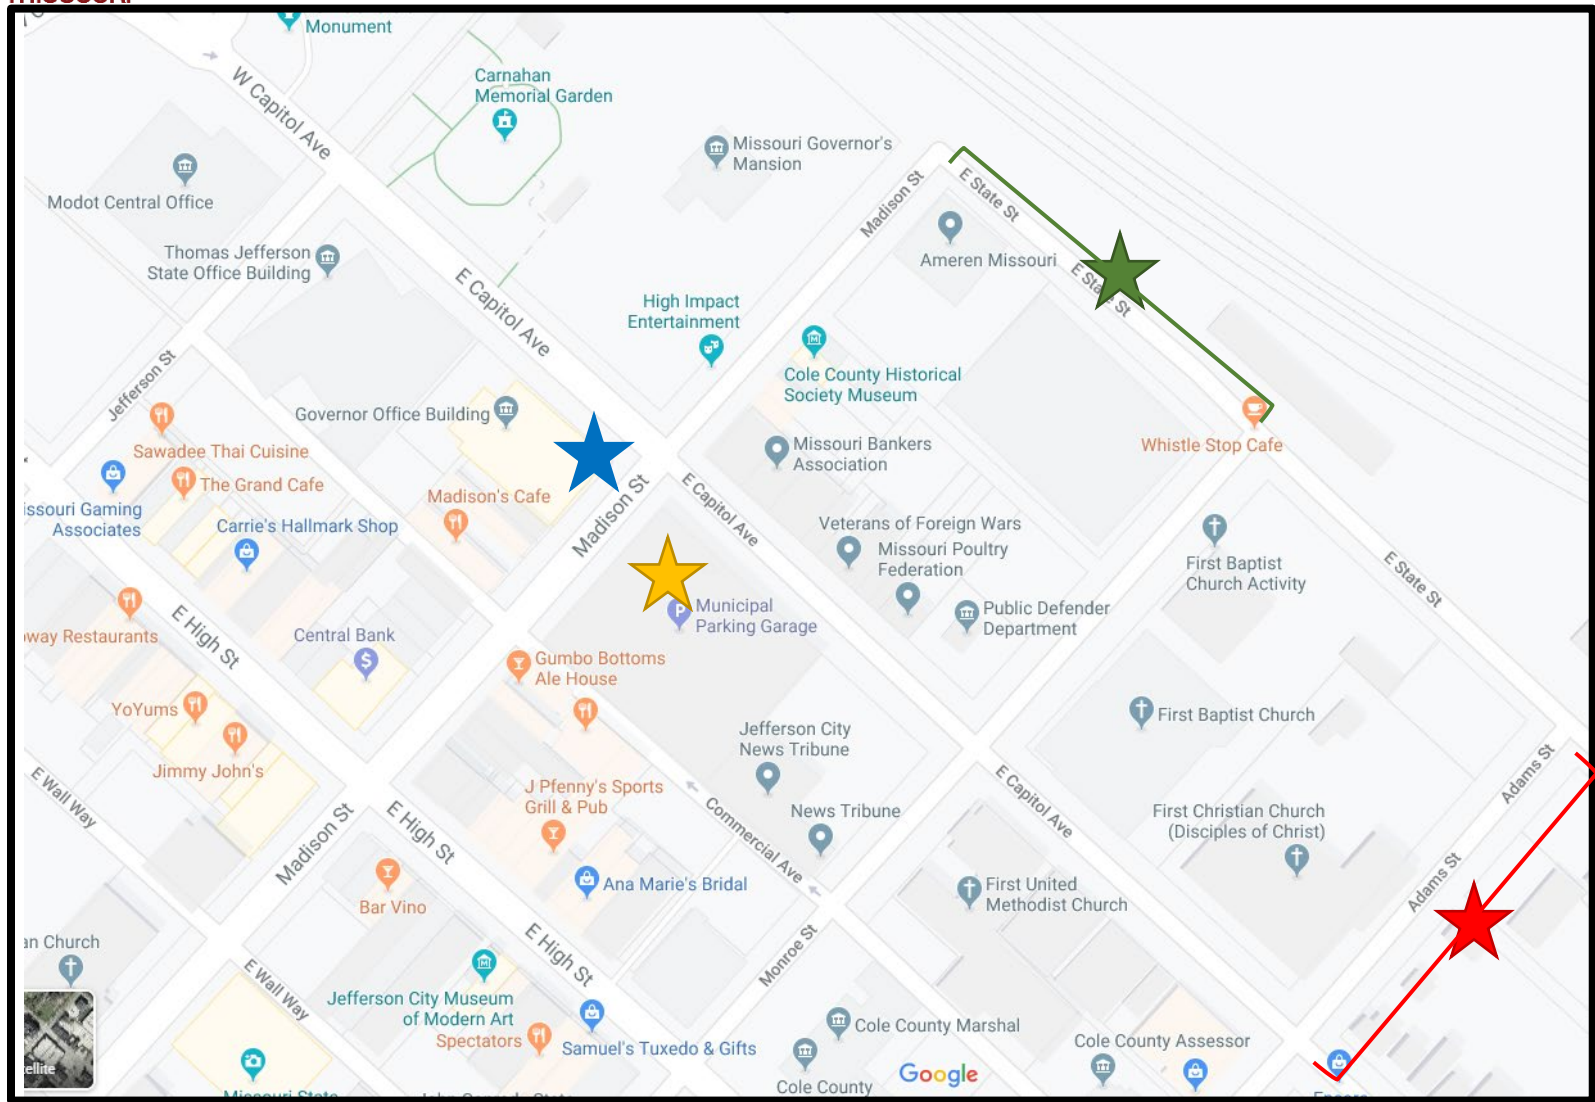 Monument
W Capitol Ave
Carnahan
Memorial Garden
Missouri Governor's
Mansion
Madison St
E State St
Modot Central Office
Thomas Jefferson
State Office Building
E Capitol Ave
Ameren Missouri
E State St
High Impact
Entertainment
Jefferson St
Cole County Historical
Society Museum
Governor Office Building
Sawadee Thai Cuisine
The Grand Cafe
Madison's Cafe
Missouri Bankers
Association
Whistle Stop Cafe
issouri Gaming
Associates
Carrie's Hallmark Shop
Madison St
E Capitol Ave
Veterans of Foreign Wars
Missouri Poultry
Federation
First Baptist
Church Activity
E State St
Municipal
Parking Garage
Public Defender
Department
way Restaurants
E High St
Central Bank
Gumbo Bottoms
Ale House
YoYums
Jimmy John's
First Baptist Church
Jefferson City
News Tribune
E Wall Way
J Pfenny's Sports
Grill & Pub
Commercial Ave
News Tribune
E Capitol Ave
First Christian Church
(Disciples of Christ)
Adams St
Madison St
E High St
Bar Vino
Ana Marie's Bridal
First United
Methodist Church
Adams St
an Church
E Wall Way
E High St
Monroe St
Jefferson City Museum
of Modern Art
Spectators
Samuel's Tuxedo & Gifts
Cole County Marshal
Cole County Assessor
Cole County
Google
ellite
Missouri State